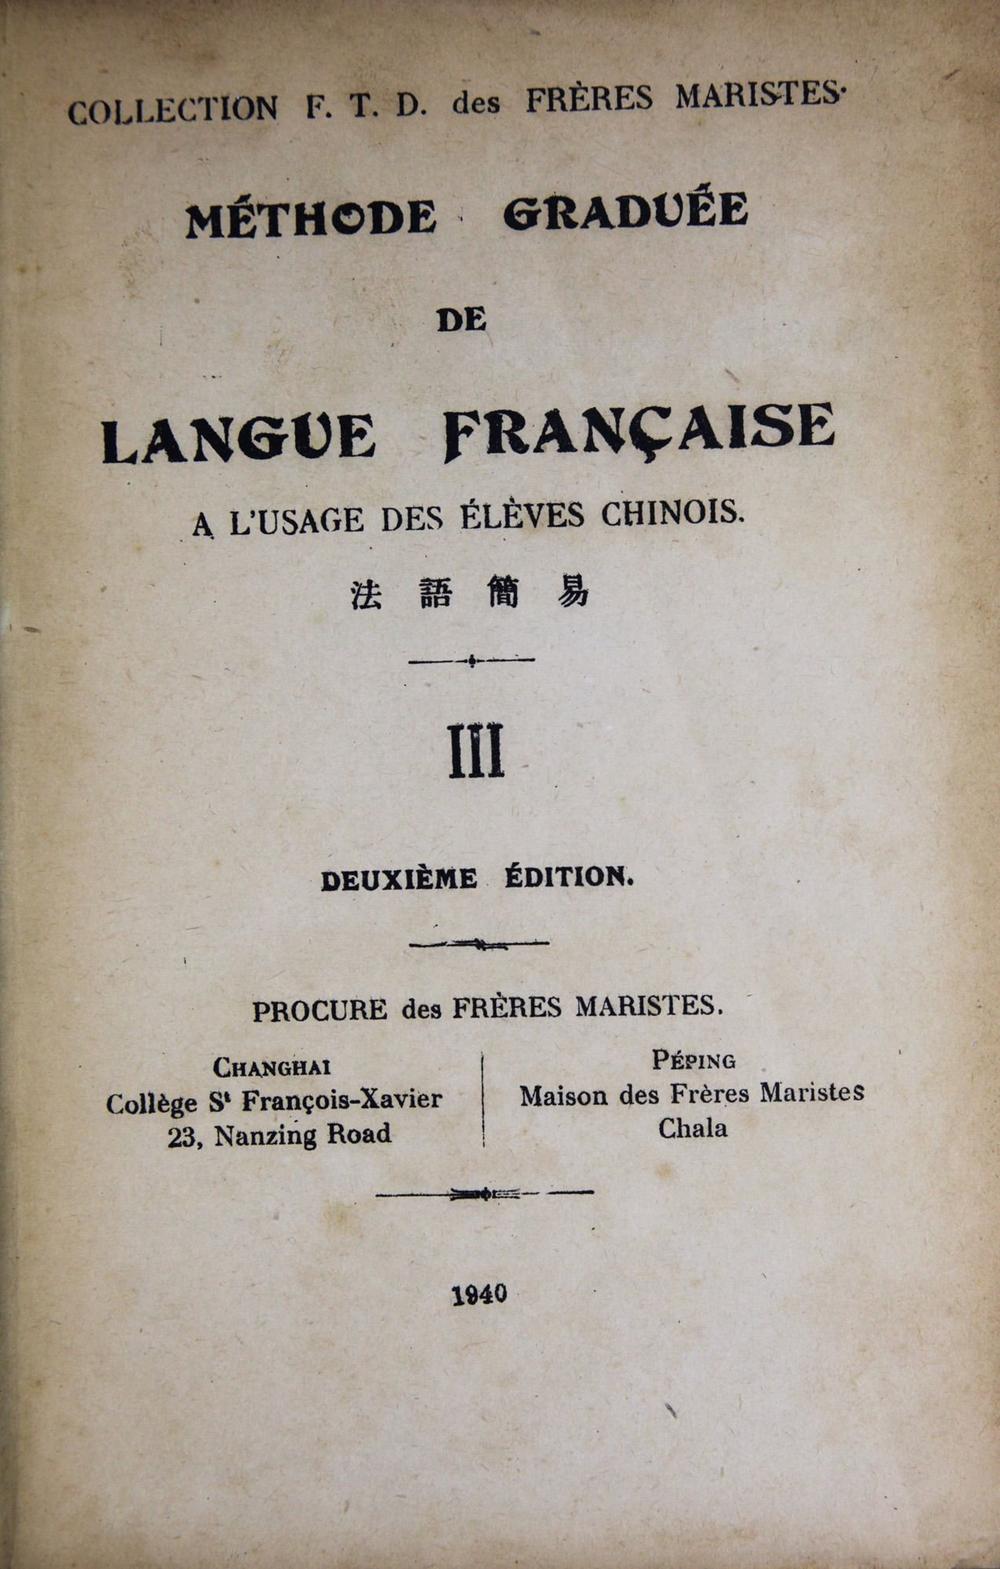 COLLECTION F. T. D. des FRÈRES MARISTES.
MÉTHODE GRADUÉE
DE
LANGUE FRANÇAISE
A L'USAGE DES ÉLÈVES CHINOIS.
法 語 簡 易
III
DEUXIÈME ÉDITION.
PROCURE des FRÈRES MARISTES.
CHANGHAI
Collège St François-Xavier
23, Nanzing Road
PÉPING
Maison des Frères Maristes
Chala
1940